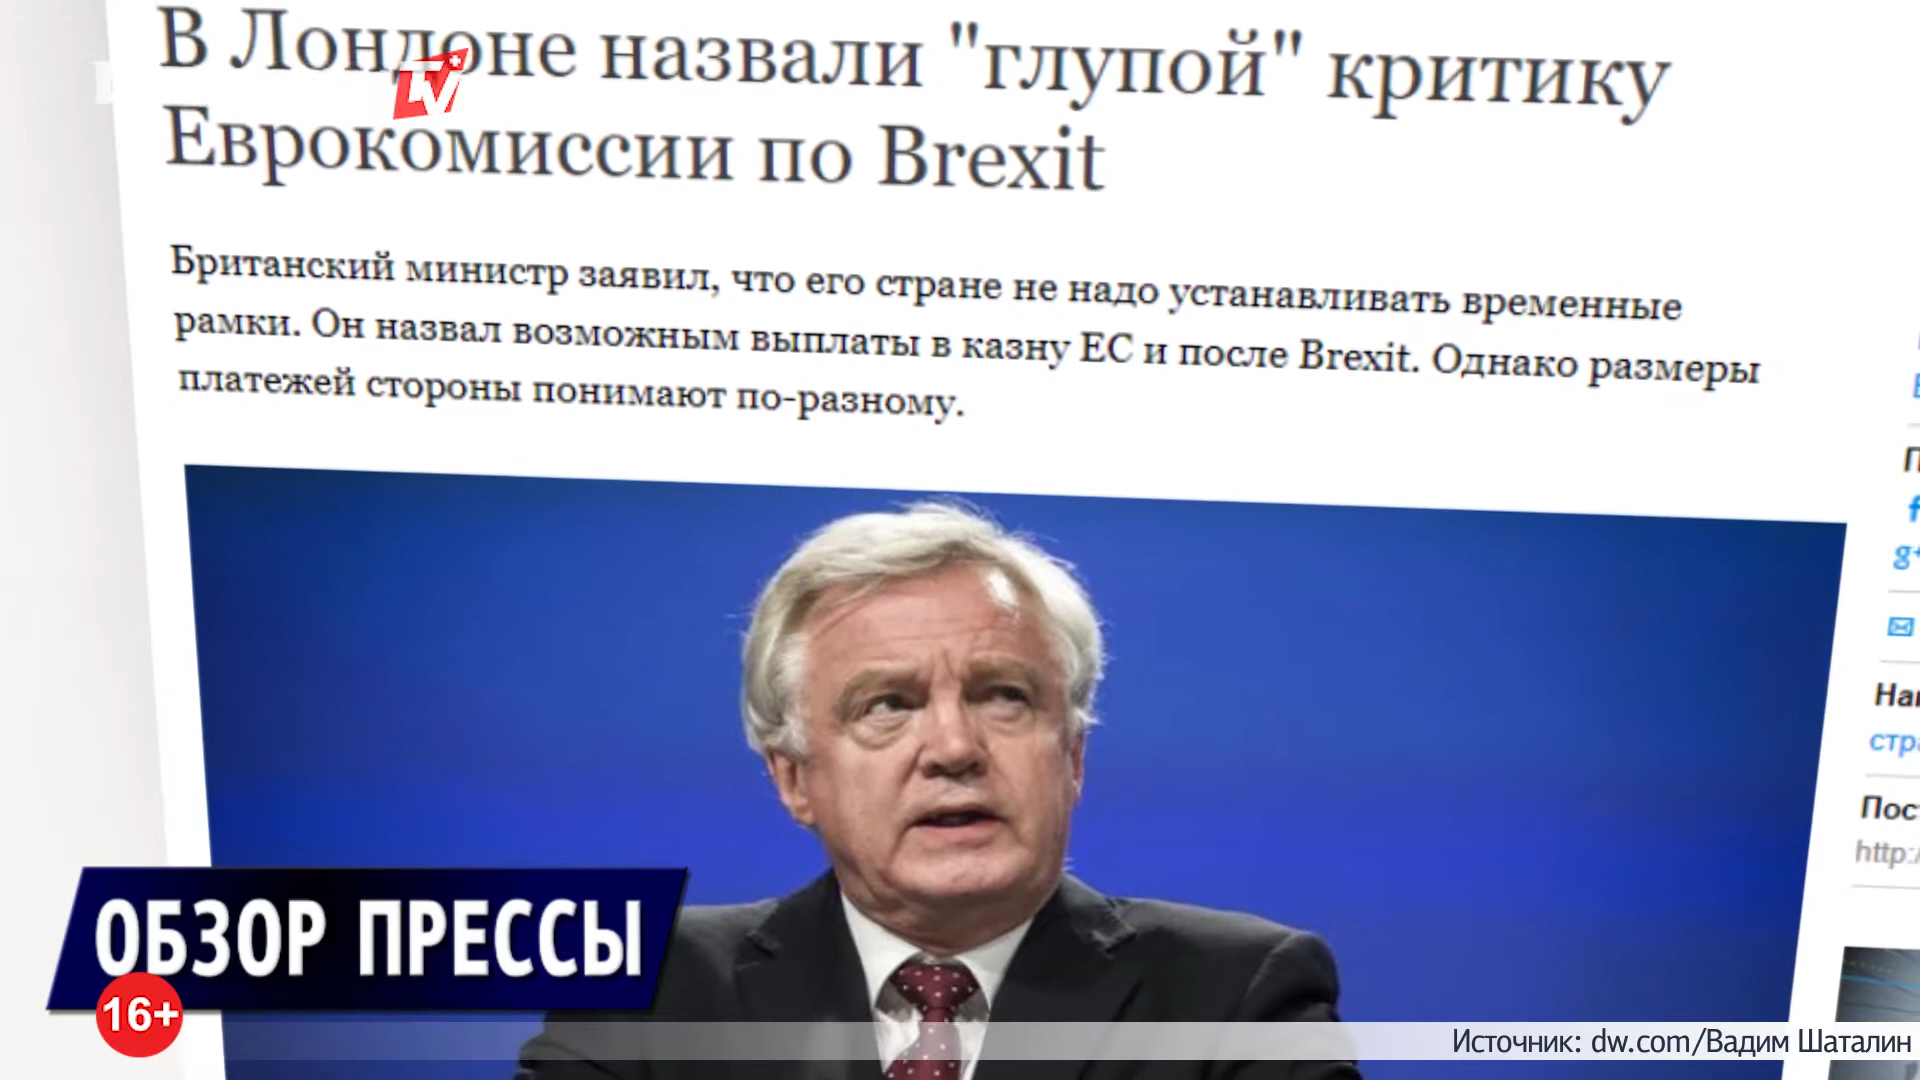 В Лондоне назвали "глупой" критику
Еврокомиссии по Brexit
TV+
Британский министр заявил, что его стране не надо устанавливать временные
рамки. Он назвал возможным выплаты в казну ЕС и после Brexit. Однако размеры
платежей стороны понимают по-разному.
g+
http:/
ОБЗОР ПРЕССЫ
16+
Источник: dw.com/Вадим Шаталин